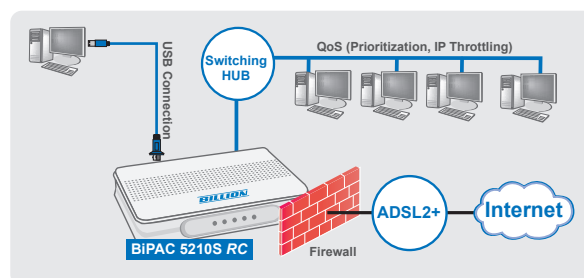 QoS (Prioritization, IP Throttling)
USB Connection
Switching
HUB
BILLION
BiPAC 5210S RC
Firewall
ADSL2+
Internet